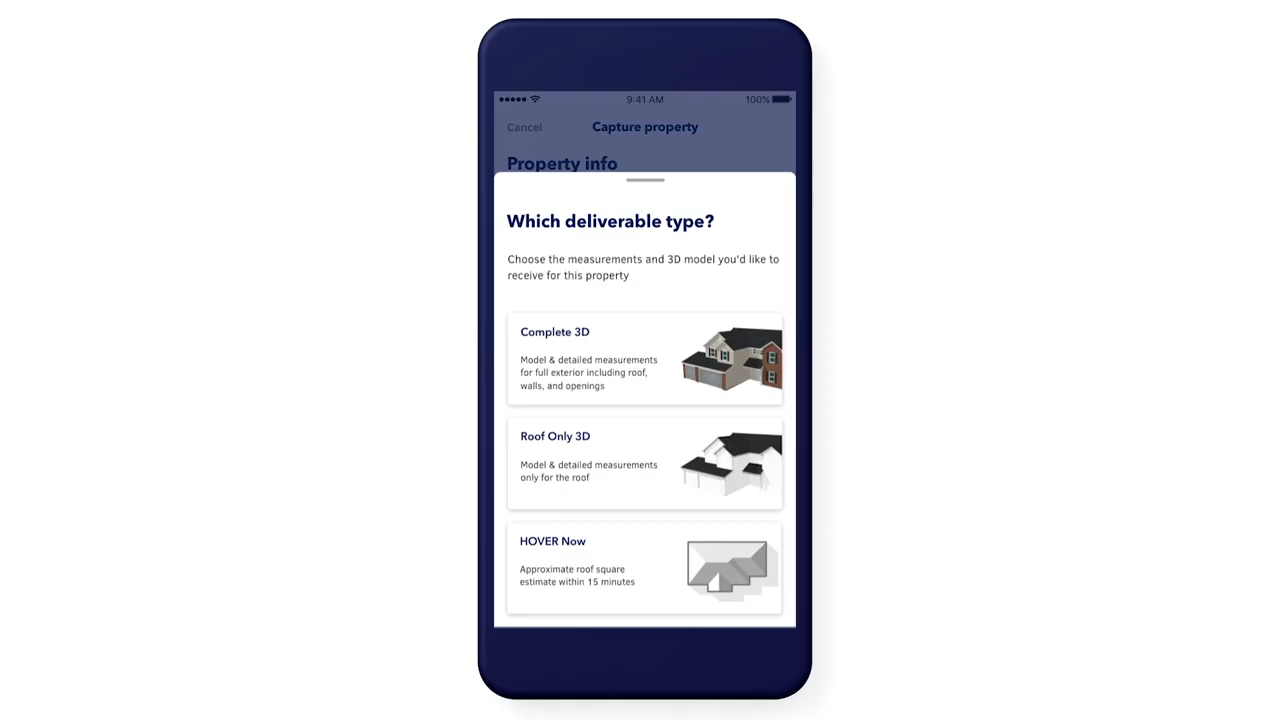 9:41 AM
100%
Cancel
Capture property
Property info
Which deliverable type?
Choose the measurements and 3D model you'd like to
receive for this property
Complete 3D
Model & detailed measurements
for full exterior including roof,
walls, and openings
Roof Only 3D
Model & detailed measurements
only for the roof
HOVER Now
Approximate roof square
estimate within 15 minutes